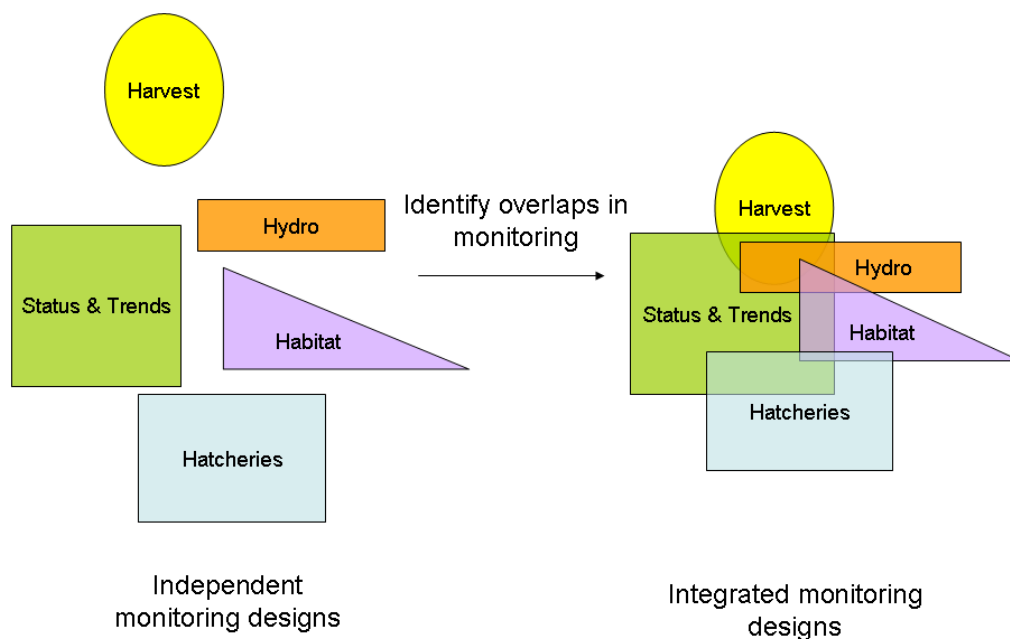 Harvest
Hydro
Status & Trends
Habitat
Hatcheries
Independent
monitoring designs
Identify overlaps in
monitoring
Harvest
Hydro
Status & Trends
Habitat
Hatcheries
Integrated monitoring
designs